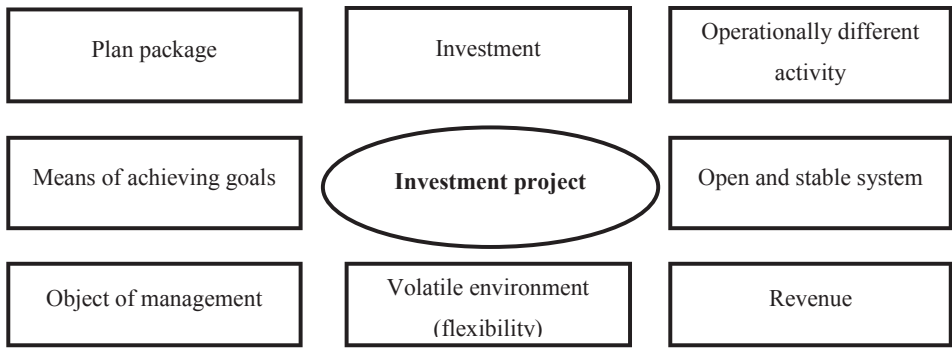 Plan package
Investment
Operationally different
activity
Means of achieving goals
Investment project
Open and stable system
Object of management
Volatile environment
(flexibility)
Revenue